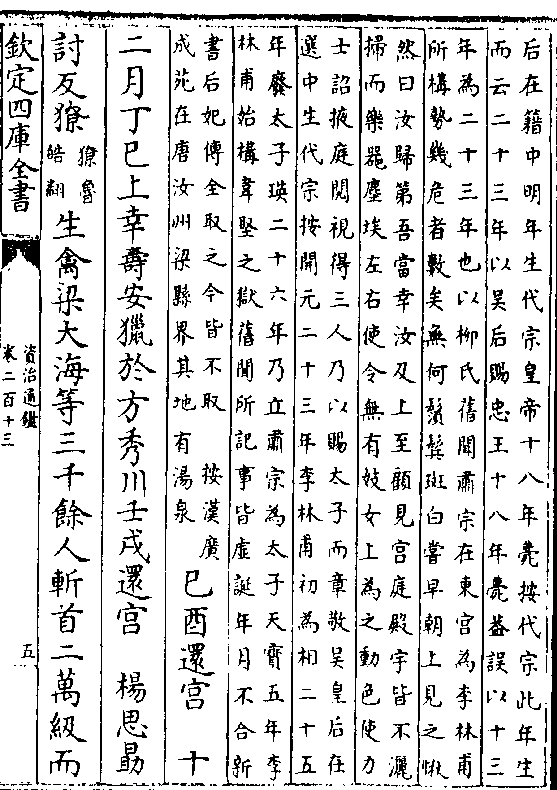 后在籍中明年生代宗皇帝十八年薨按代宗此年生
而云二十三年以吴后賜忠王十八年薨葢誤以十三
年為二十三年也以柳氏舊聞肅宗在東宫為李林甫
所構勢幾危者數矣無何鬚鬢斑白嘗早朝上見之愀
然曰汝歸第吾當幸汝及上至顧見宫庭殿宇皆不灑
掃而樂噐塵埃左右使令無有妓女上為之動色使力
士詔掖庭閲視得三人乃以賜太子而章敬吴皇后在
選中生代宗按開元二十三年李林甫初為相二十五
年廢太子瑛二十六年乃立肅宗為太子天寶五年李
林甫始構韋堅之獄舊聞所記事皆虚誕年月不合新
書后妃傳全取之今皆不取 按漢廣
成苑在唐汝州梁縣界其地有湯泉
己酉還宫 十
二月丁巳上幸壽安獵於方秀川壬戌還宫 楊思勗
討反獠
獠魯
皓翻
生禽梁大海等三千餘人斬首二萬級而
欽定四庫全書
資治通鑑
卷二百十三
五